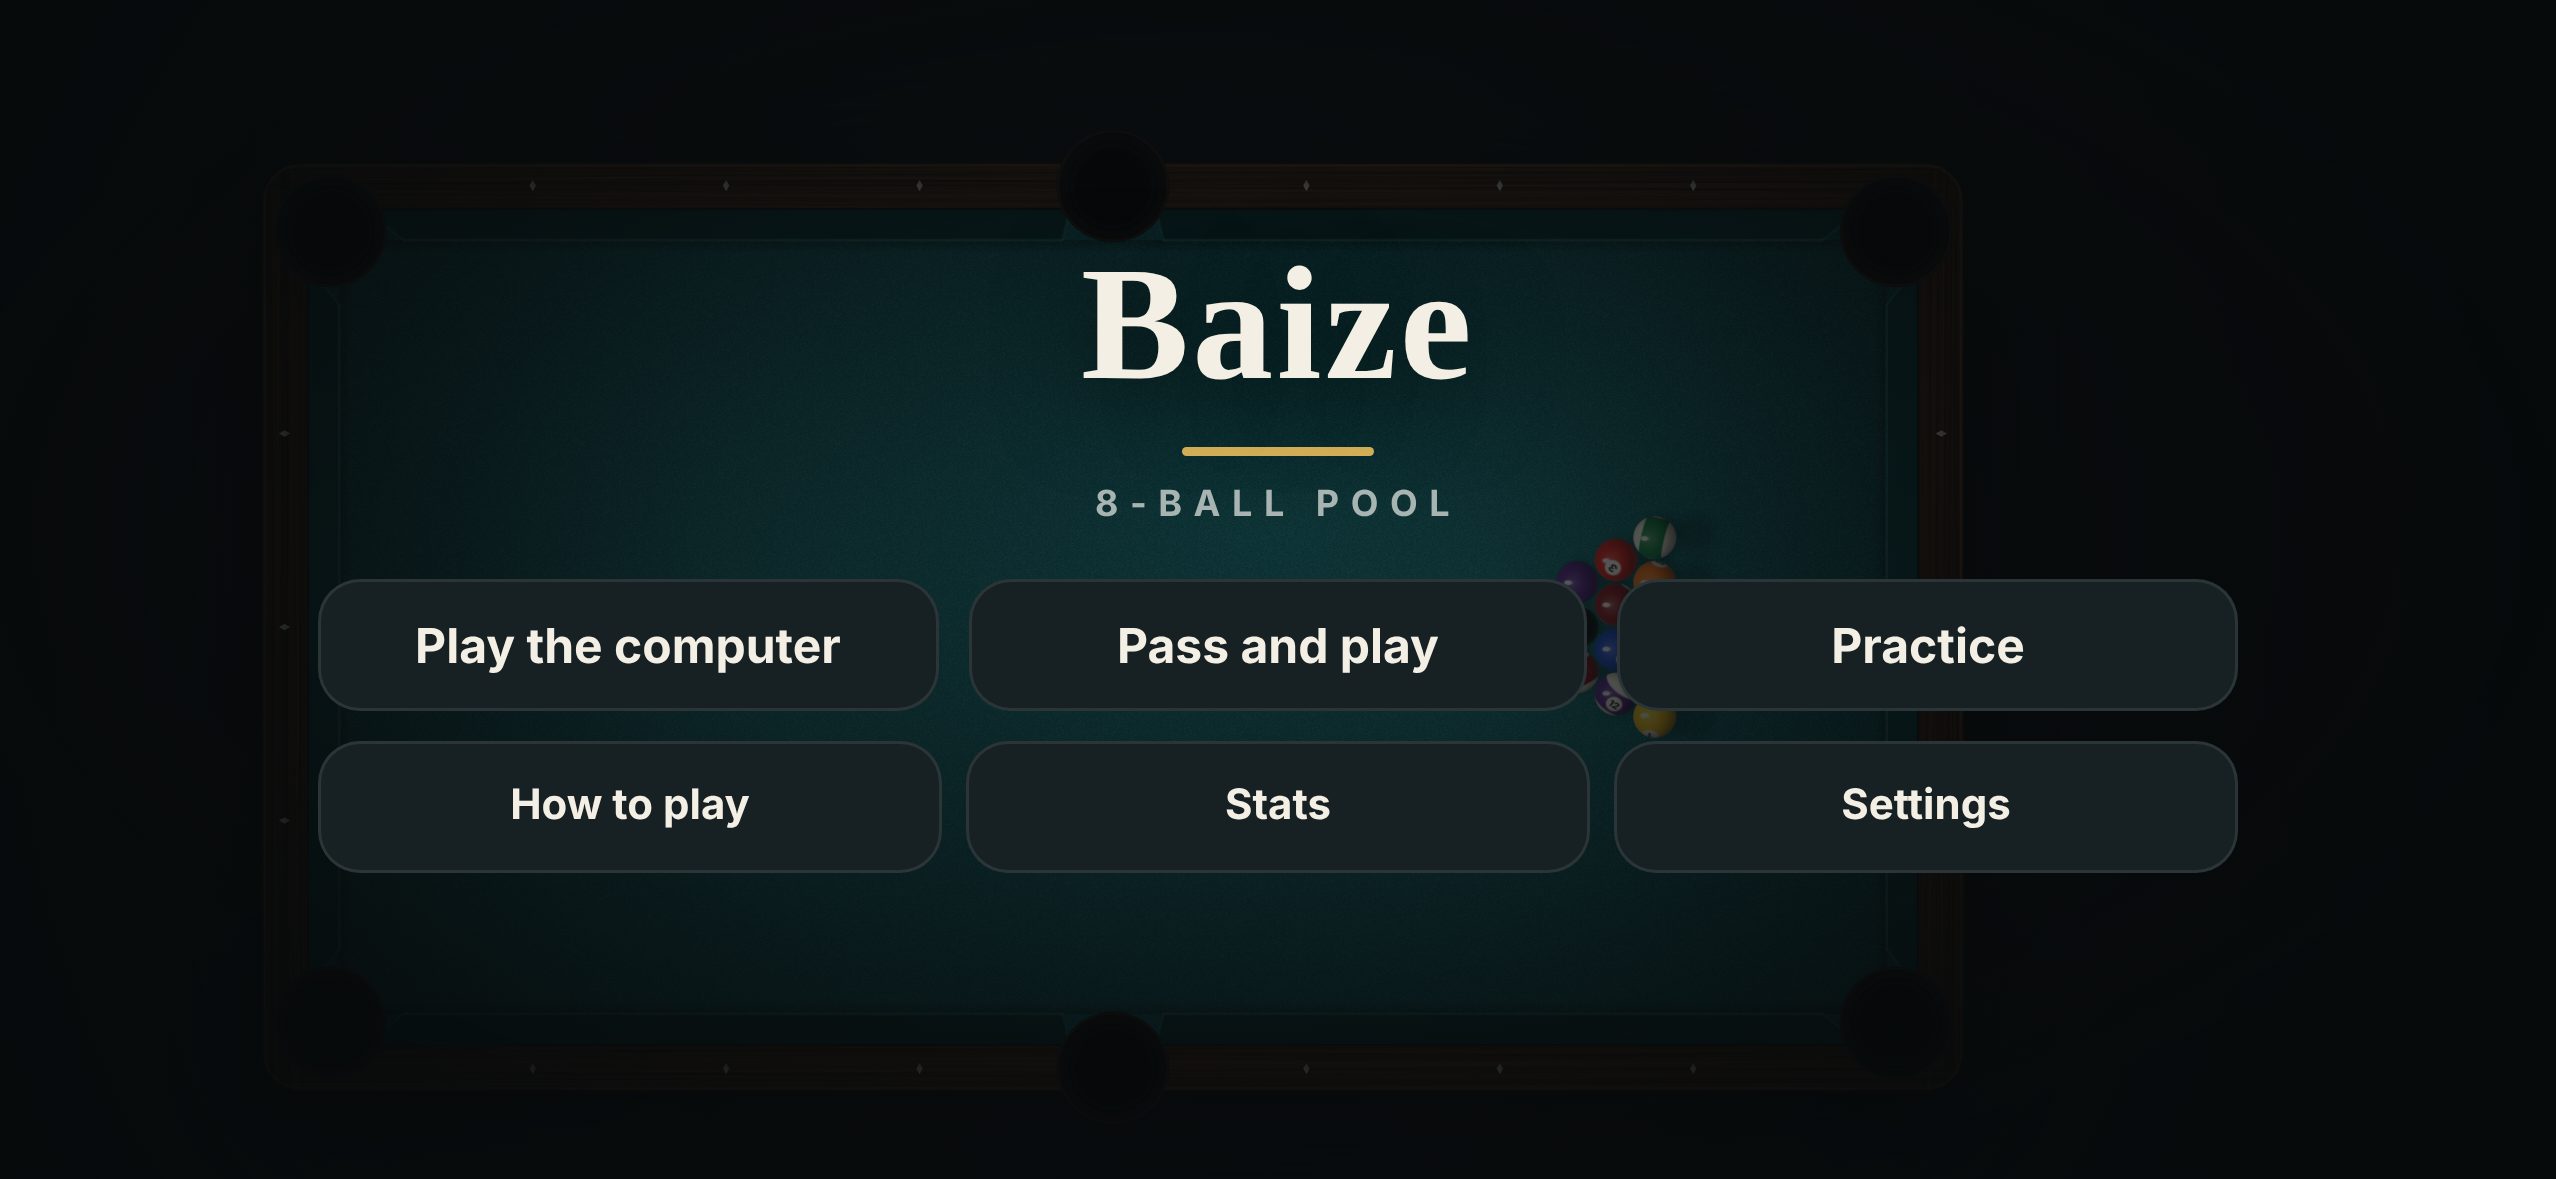 Baize
8-BALL POOL
Play the computer
Pass and play
Practice
How to play
Stats
Settings